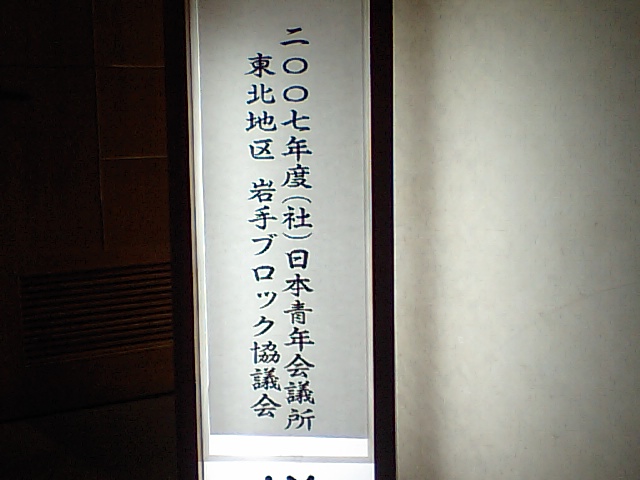 二〇〇七年度(社)日本青年会議所
東北地区 岩手ブロック協議会